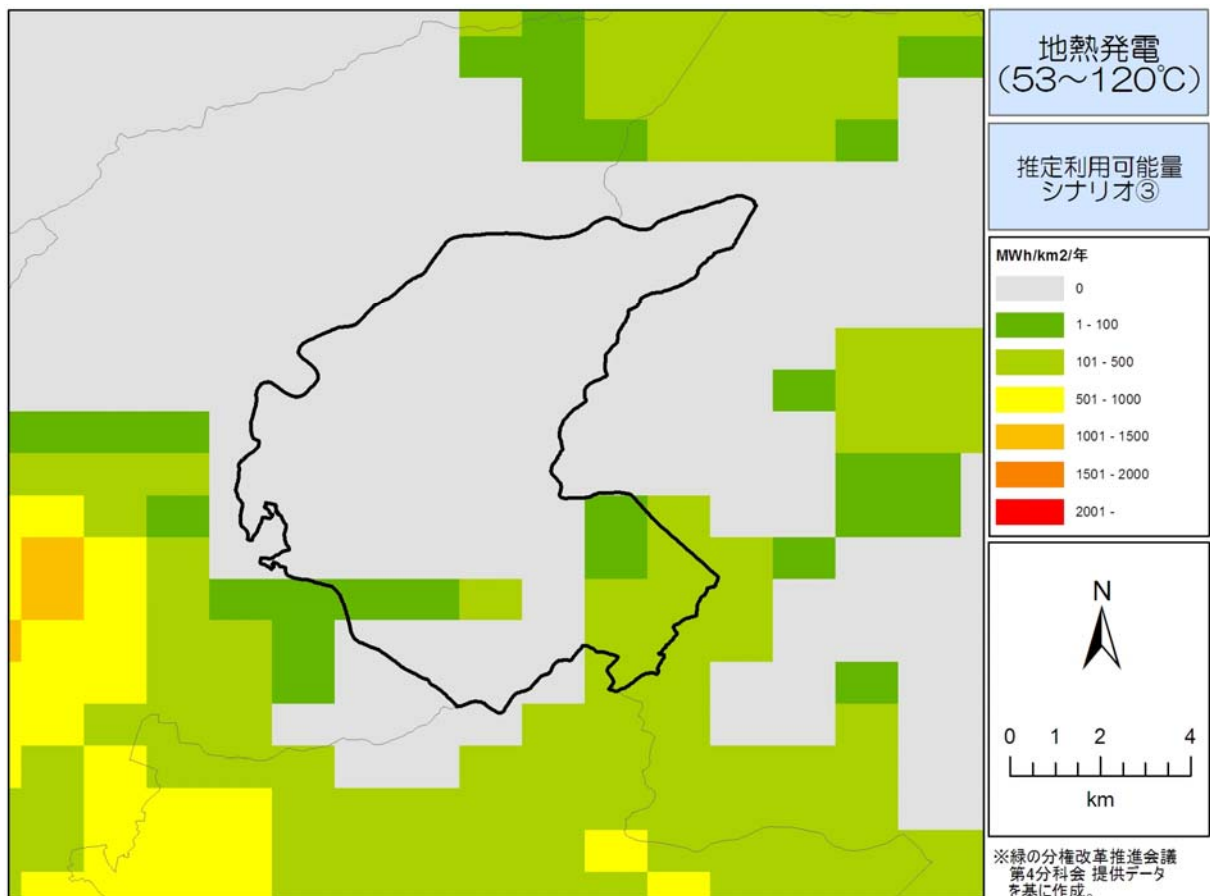 地熱発電
(53～120℃)
推定利用可能量
シナリオ③
MWh/km2/年
0
1 - 100
101 - 500
501 - 1000
1001 - 1500
1501 - 2000
2001 -
N
0 1 2 4
km
※緑の分権改革推進会議
第4分科会 提供データ
を基に作成。